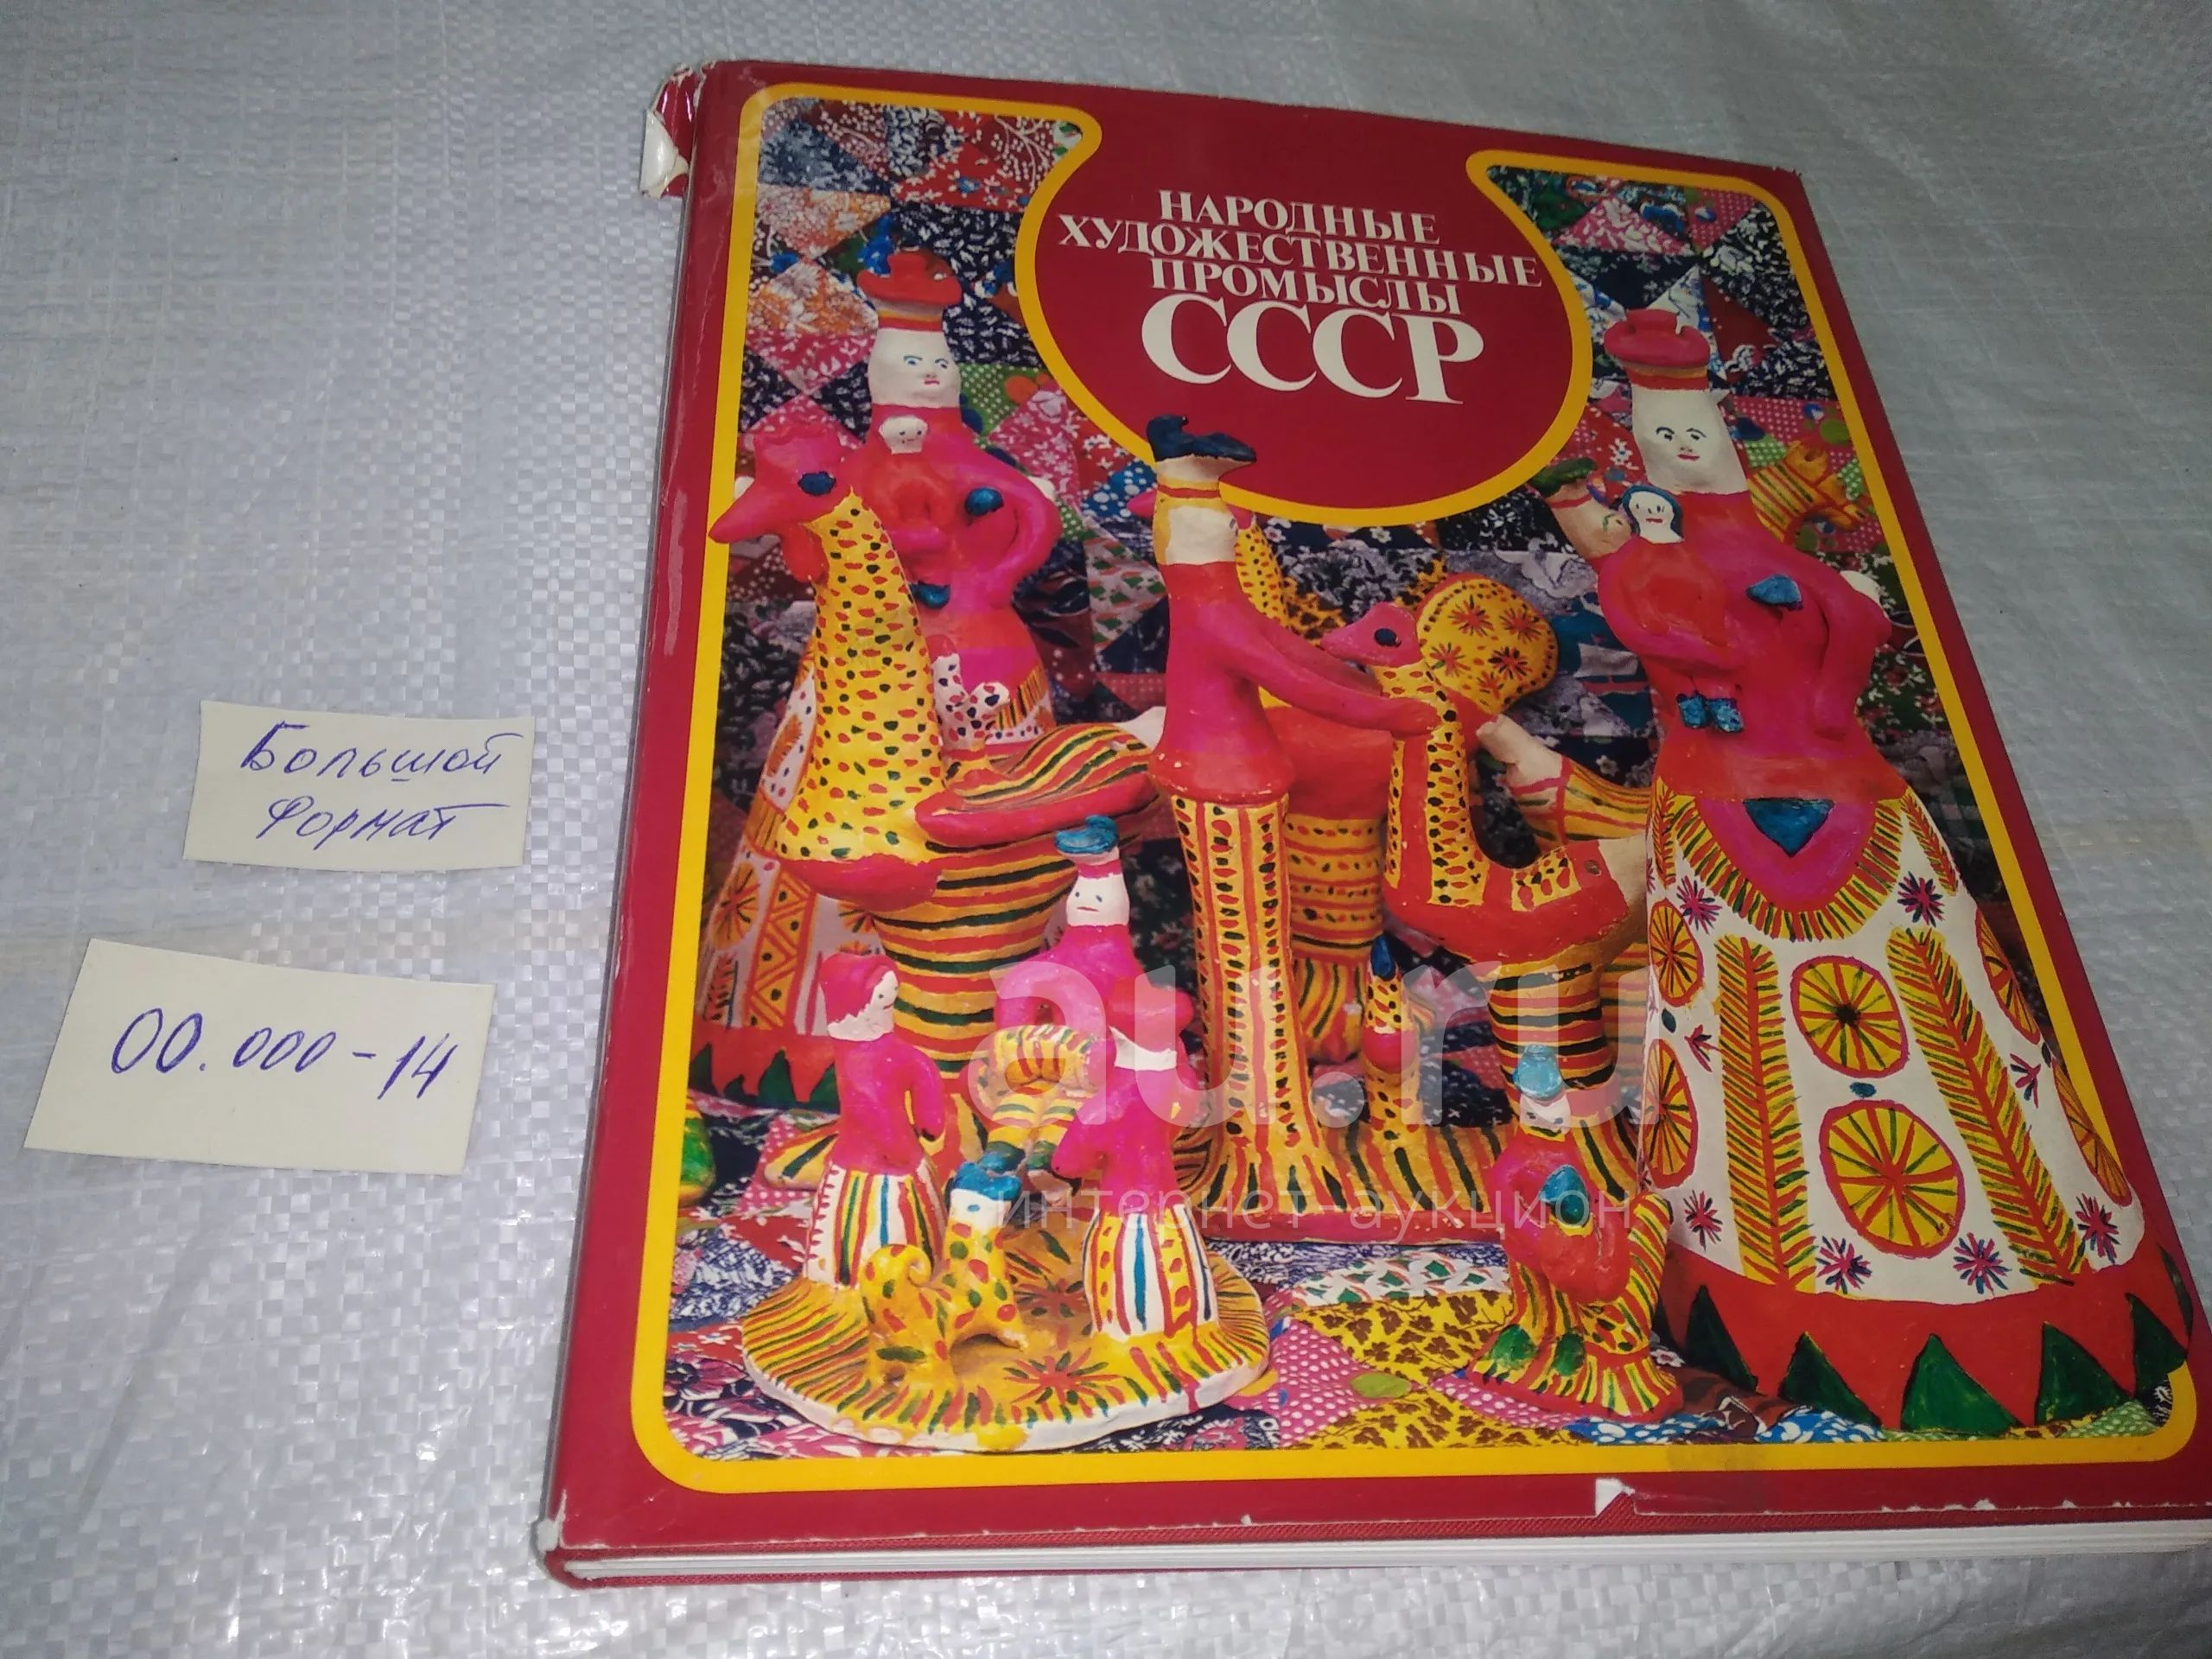 НАРОДНЫЕ
ХУДОЖЕСТВЕННЫЕ
ПРОМЫСЛЫ
СССР
Большой
Формат
00.000-14
au.ru
интернет-аукцион